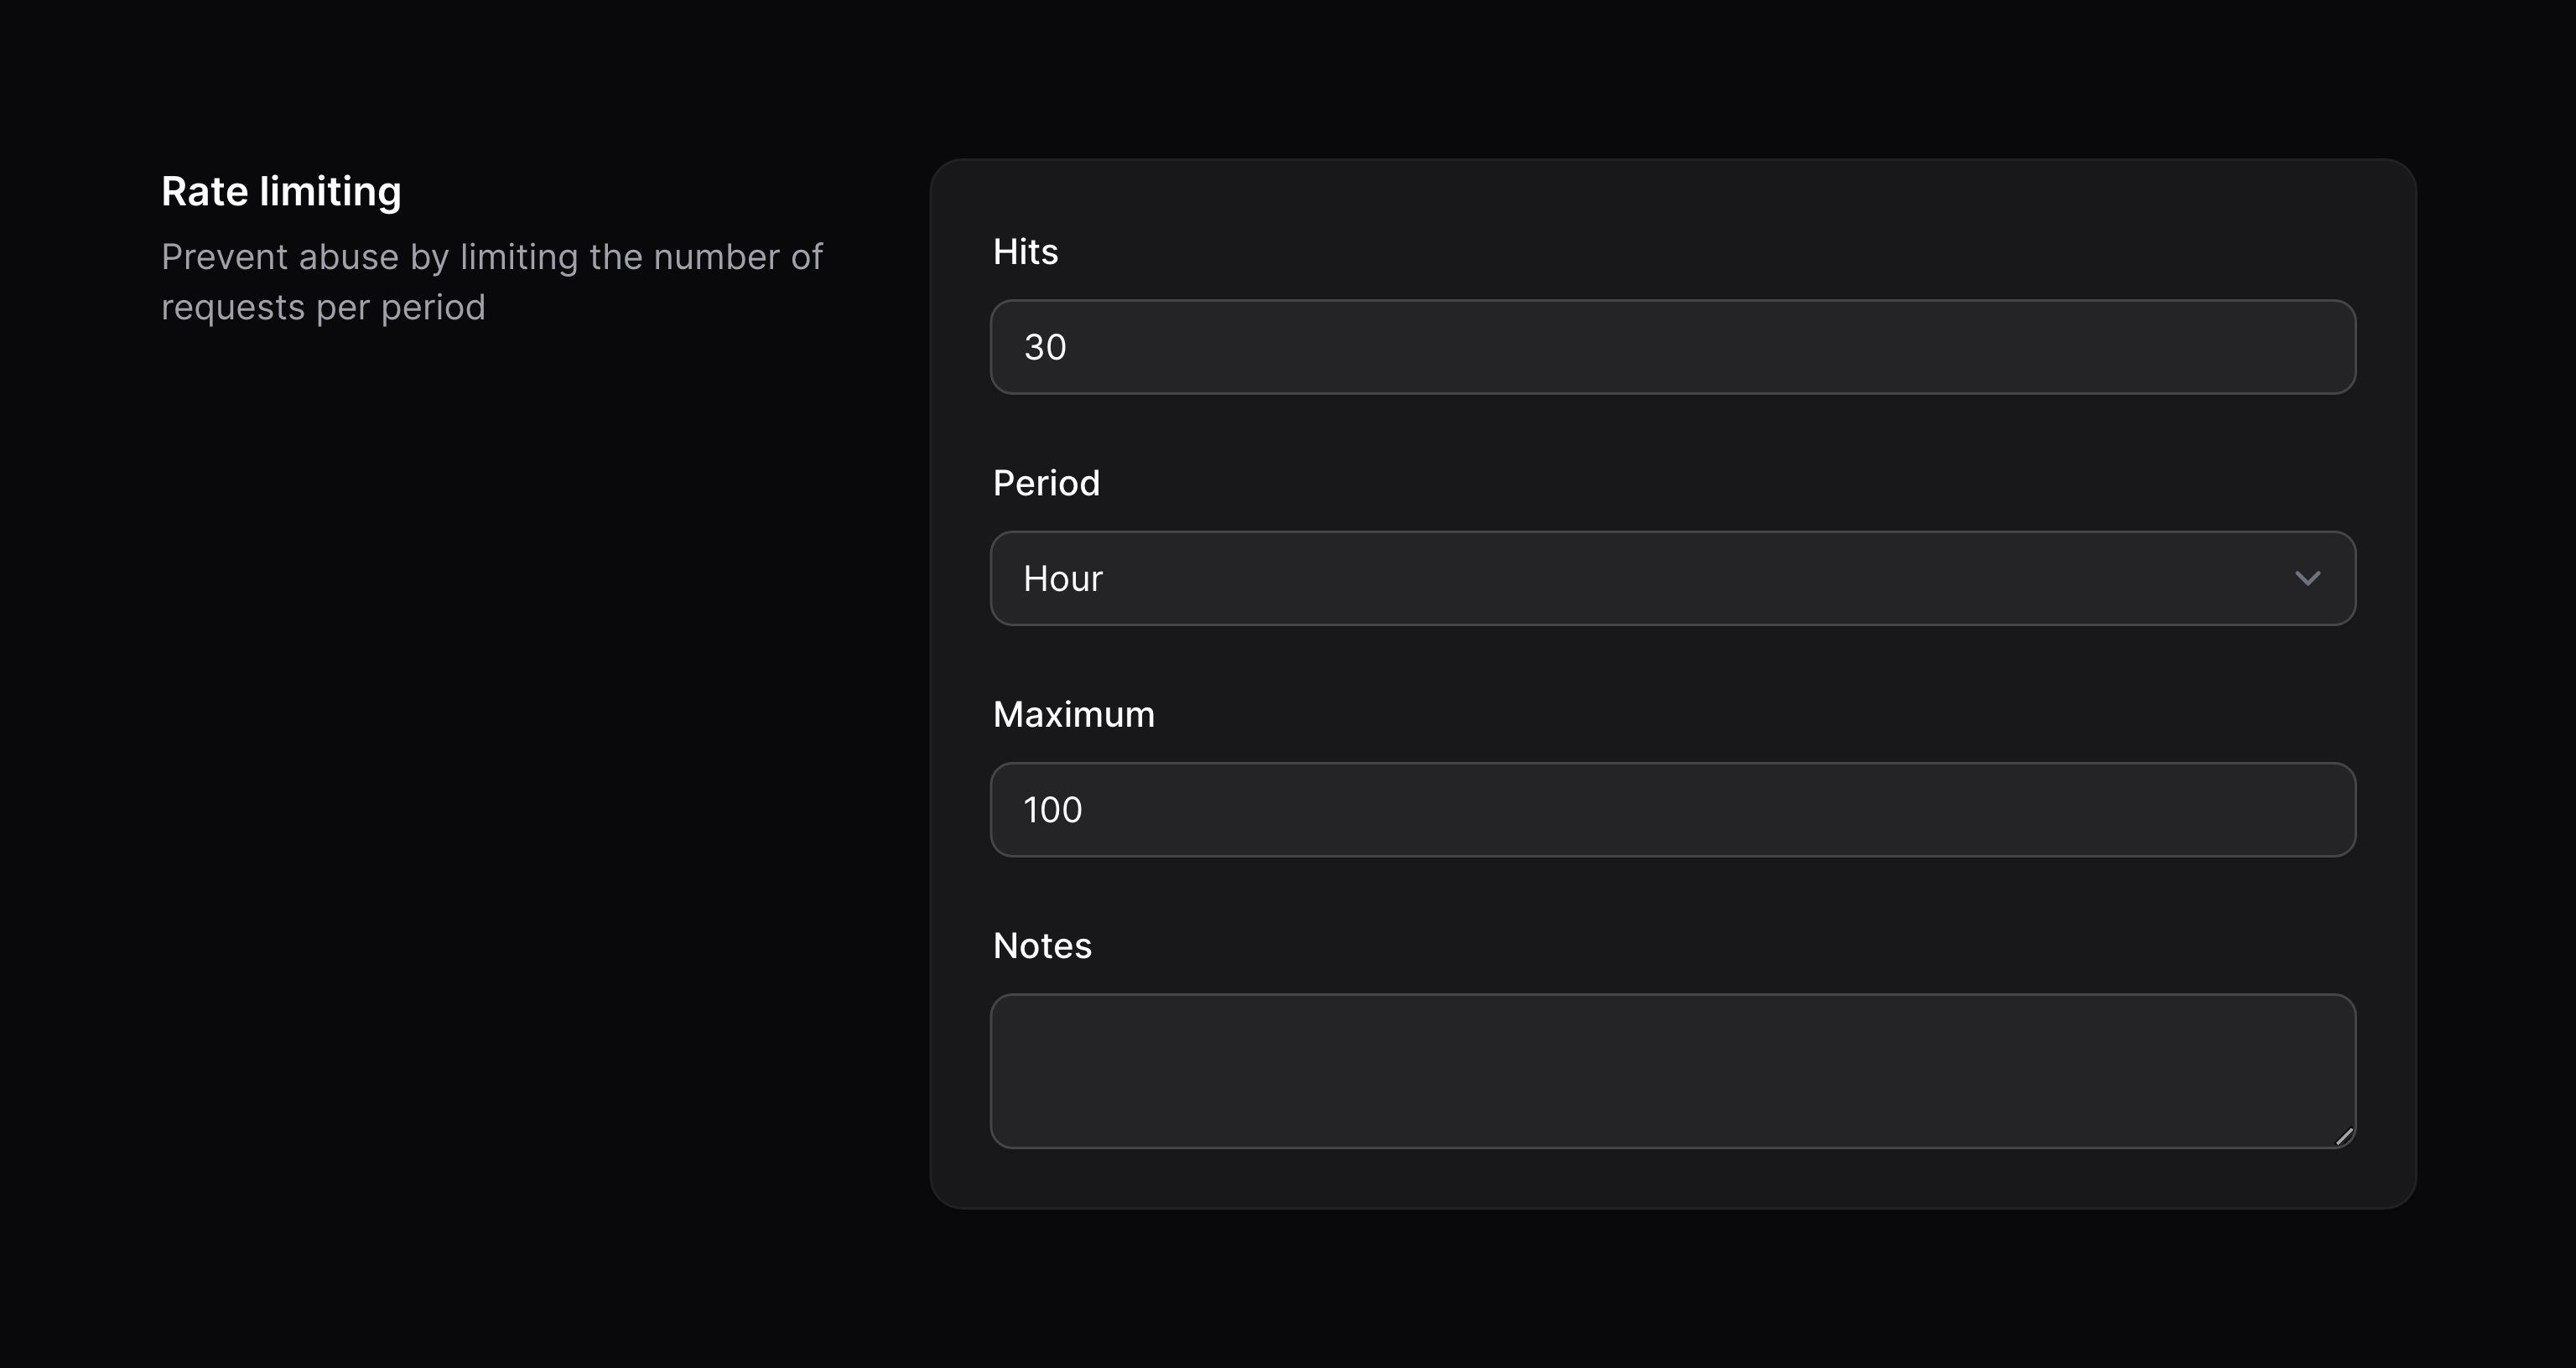 Rate limiting
Prevent abuse by limiting the number of
requests per period
Hits
30
Period
Hour
Maximum
100
Notes